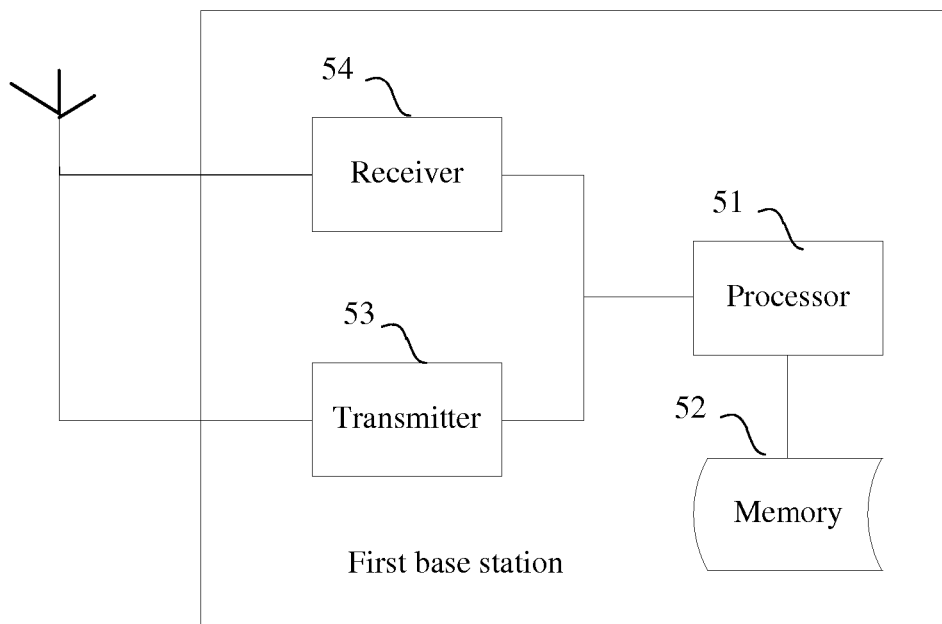 54
Receiver
51
Processor
53
Transmitter
52
Memory
First base station